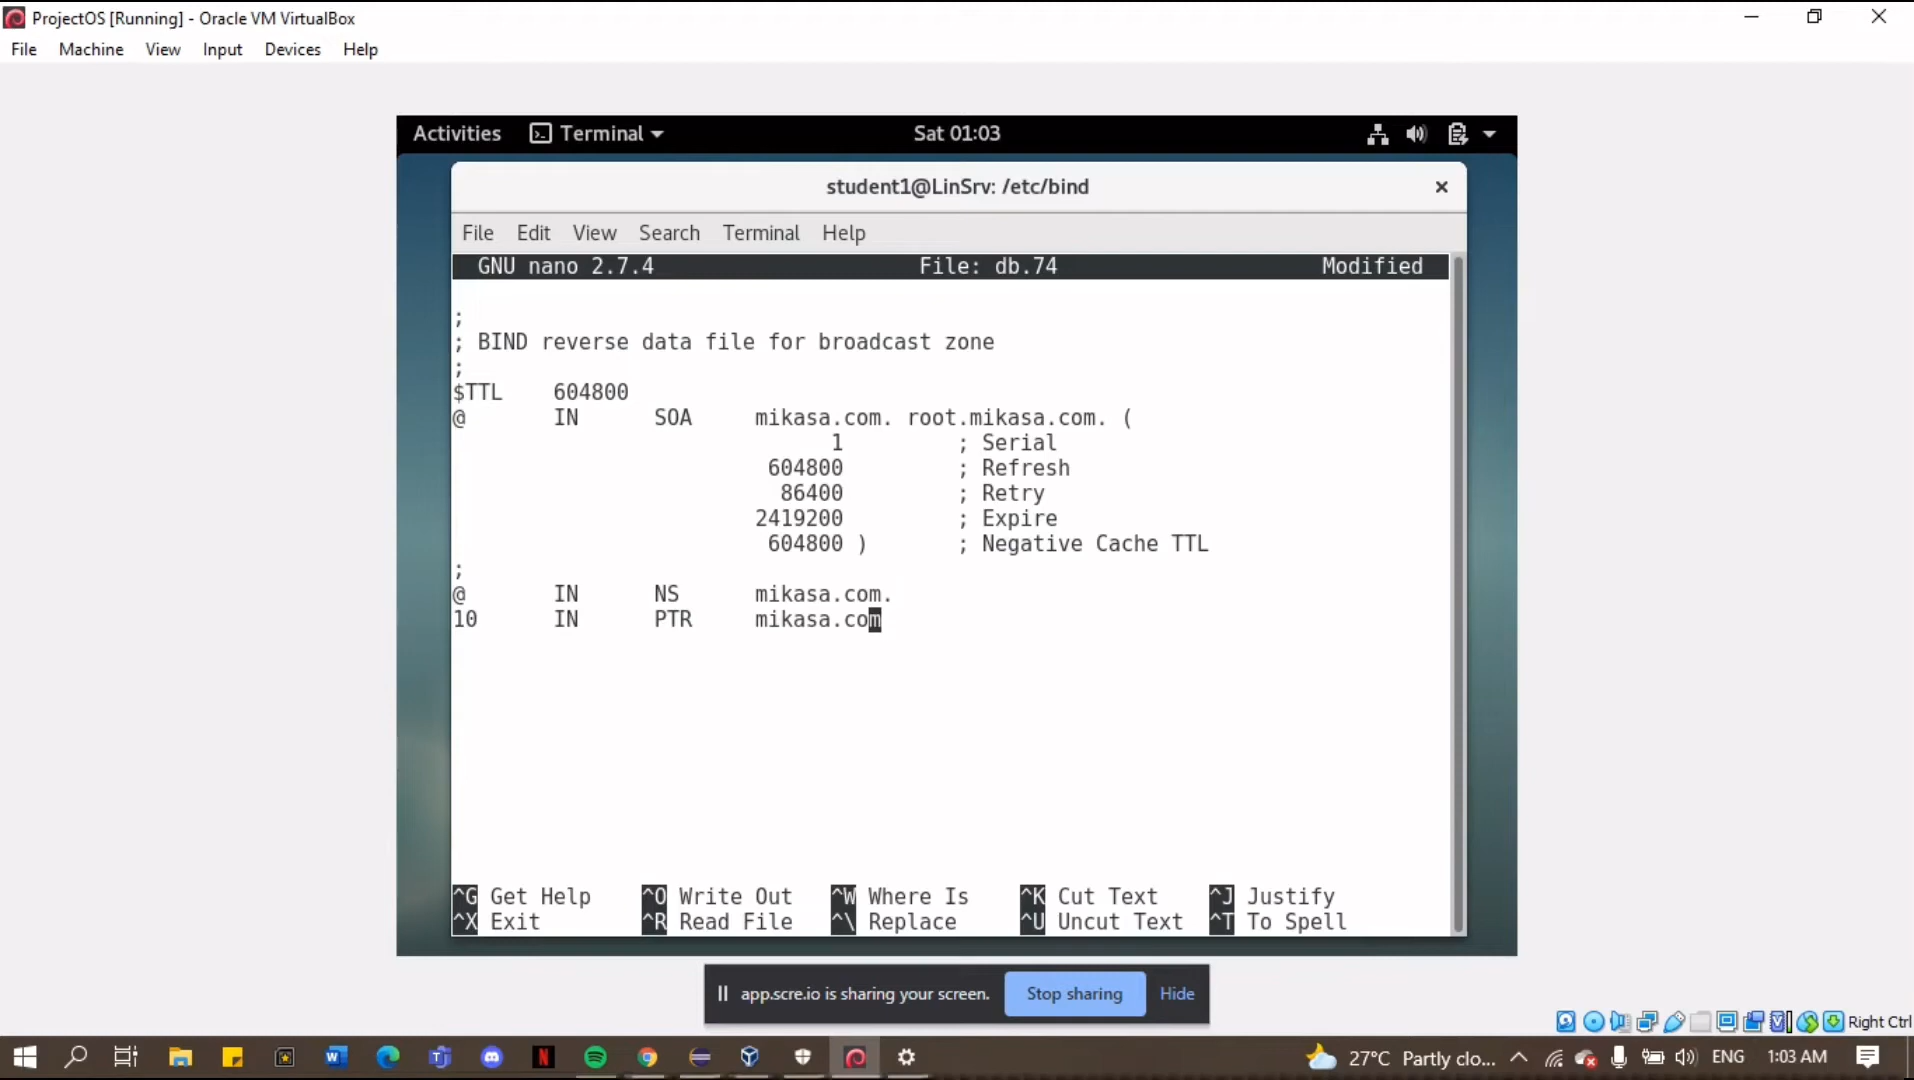 ProjectOS [Running] - Oracle VM VirtualBox
File Machine View Input Devices Help
Activities Terminal Sat 01:03
student1@LinSrv: /etc/bind
File Edit View Search Terminal Help
GNU nano 2.7.4 File: db.74 Modified
;
; BIND reverse data file for broadcast zone
;
$TTL 604800
@ IN SOA mikasa.com. root.mikasa.com. (
1 ; Serial
604800 ; Refresh
86400 ; Retry
2419200 ; Expire
604800 ) ; Negative Cache TTL
;
@ IN NS mikasa.com.
10 IN PTR mikasa.com
^G Get Help ^O Write Out ^W Where Is ^K Cut Text ^J Justify
^X Exit ^R Read File ^\ Replace ^U Uncut Text ^T To Spell
app.scre.io is sharing your screen. Stop sharing Hide
Right Ctrl
27°C Partly clo... ENG 1:03 AM